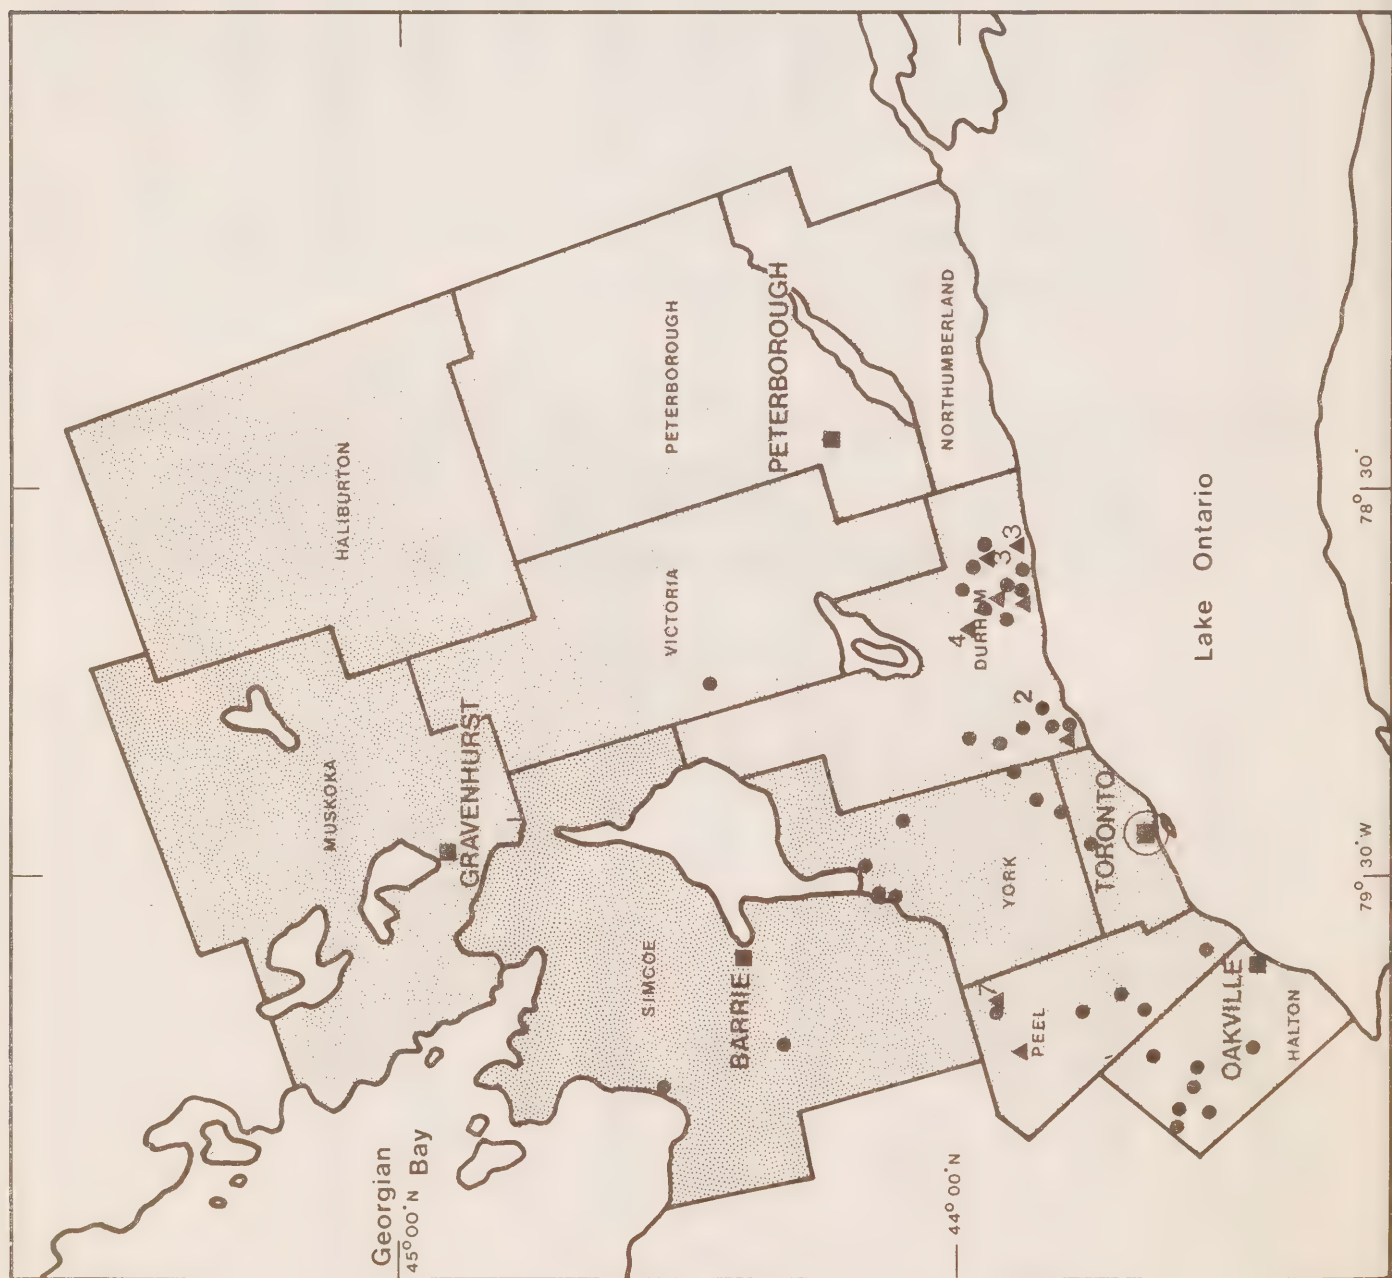 Georgian
Bay
45°00'N
MUSKOKA
HALIBURTON
GRAVENHURST
SIMCOE
BARRIE
VICTORIA
PETERBOROUGH
PETERBOROUGH
NORTHUMBERLAND
44°00'N
4
DURHAM
3
3
2
YORK
TORONTO
7
PEEL
OAKVILLE
HALTON
Lake Ontario
79° 30' W
78° 30'